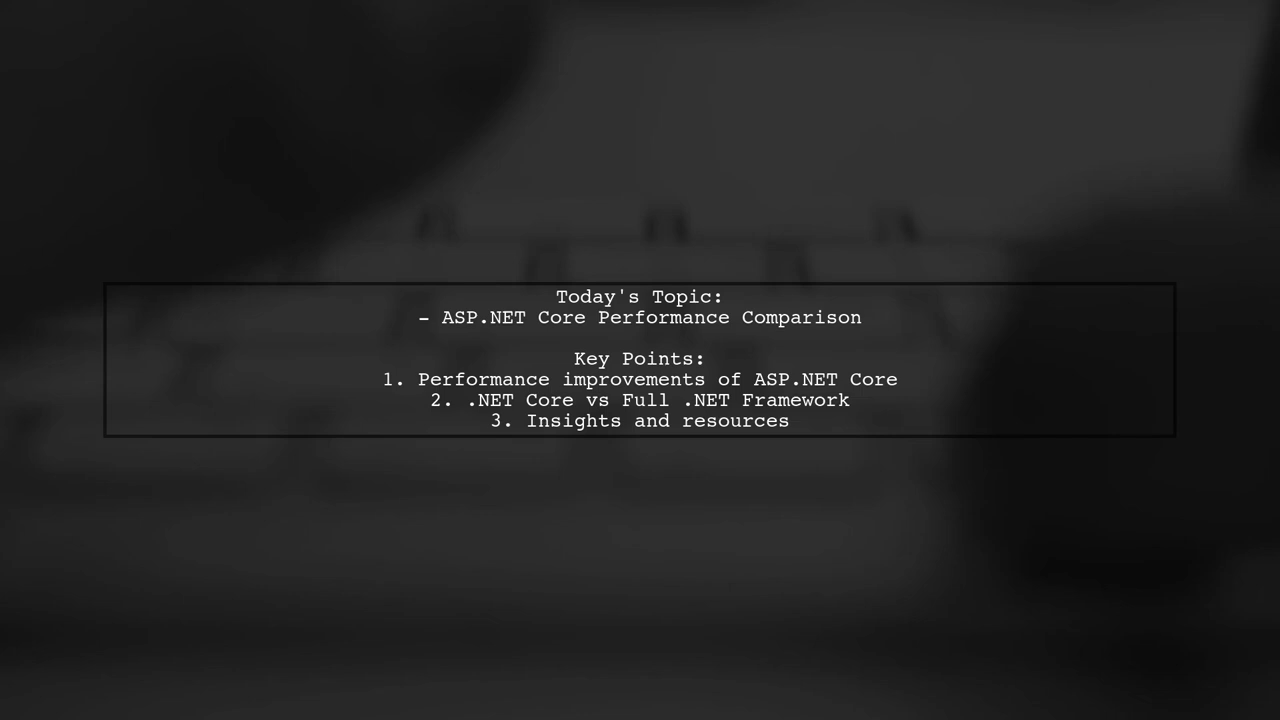 Today's Topic:
- ASP.NET Core Performance Comparison
Key Points:
1. Performance improvements of ASP.NET Core
2. .NET Core vs Full .NET Framework
3. Insights and resources